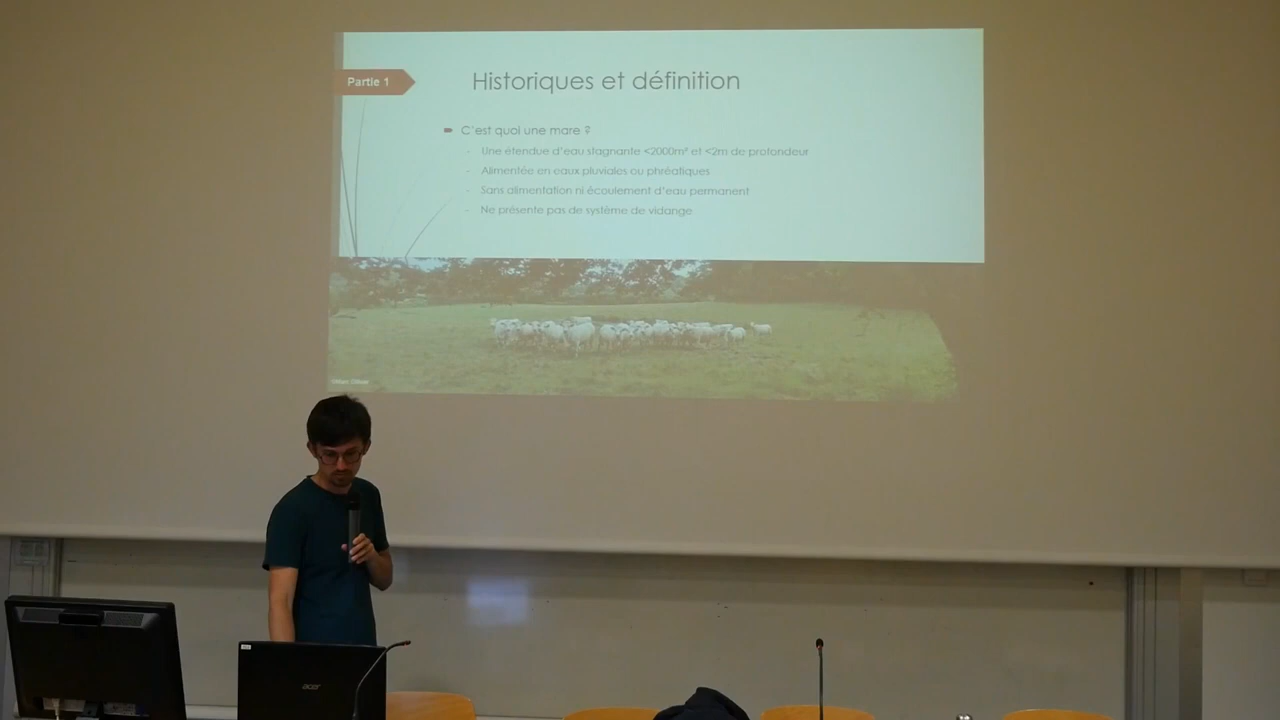 Partie 1
Historiques et définition
C'est quoi une mare ?
- Une étendue d'eau stagnante <2000m² et <2m de profondeur
- Alimentée en eaux pluviales ou phréatiques
- Sans alimentation ni écoulement d'eau permanent
- Ne présente pas de système de vidange
acer